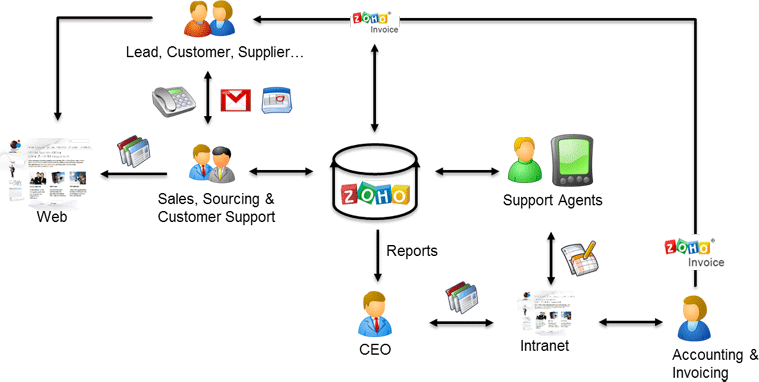 ZOHO®
Invoice
Lead, Customer, Supplier…
Web
Sales, Sourcing &
Customer Support
ZOHO
Support Agents
Reports
ZOHO®
Invoice
CEO
Intranet
Accounting &
Invoicing